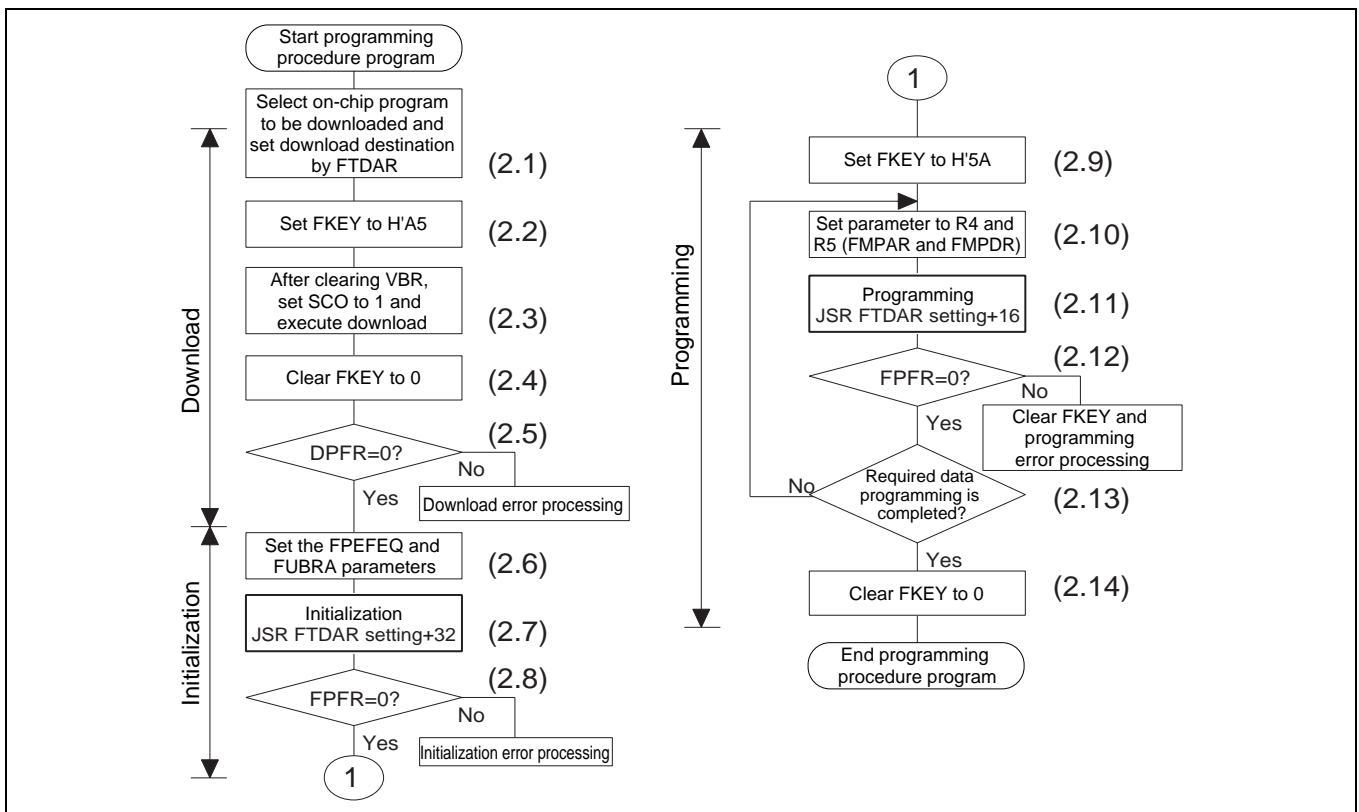 Start programming
procedure program
Select on-chip program
to be downloaded and
set download destination
by FTDAR
(2.1)
Set FKEY to H'A5
(2.2)
After clearing VBR,
set SCO to 1 and
execute download
(2.3)
Clear FKEY to 0
(2.4)
DPFR=0?
(2.5)
No
Yes
Download error processing
Download
Set the FPEFEQ and
FUBRA parameters
(2.6)
Initialization
JSR FTDAR setting+32
(2.7)
FPFR=0?
(2.8)
No
Yes
Initialization error processing
Initialization
1
1
Set FKEY to H'5A
(2.9)
Set parameter to R4 and
R5 (FMPAR and FMPDR)
(2.10)
Programming
JSR FTDAR setting+16
(2.11)
FPFR=0?
(2.12)
No
Yes
Clear FKEY and
programming
error processing
Required data
programming is
completed?
(2.13)
No
Yes
Clear FKEY to 0
(2.14)
Programming
End programming
procedure program